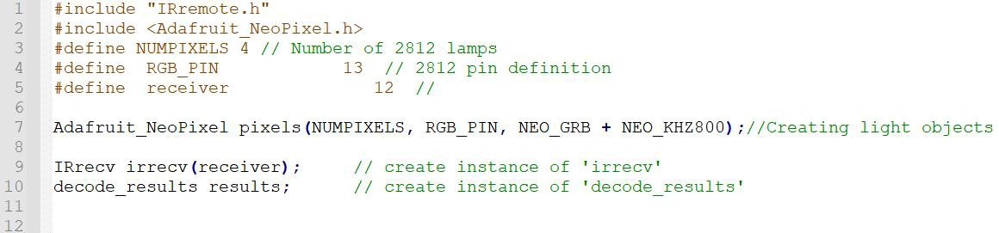 1 #include "IRremote.h"
2 #include <Adafruit_NeoPixel.h>
3 #define NUMPIXELS 4 // Number of 2812 lamps
4 #define  RGB_PIN            13  // 2812 pin definition
5 #define  receiver              12  //
6
7 Adafruit_NeoPixel pixels(NUMPIXELS, RGB_PIN, NEO_GRB + NEO_KHZ800);//Creating light objects
8
9 IRrecv irrecv(receiver);     // create instance of 'irrecv'
10 decode_results results;      // create instance of 'decode_results'
11
12